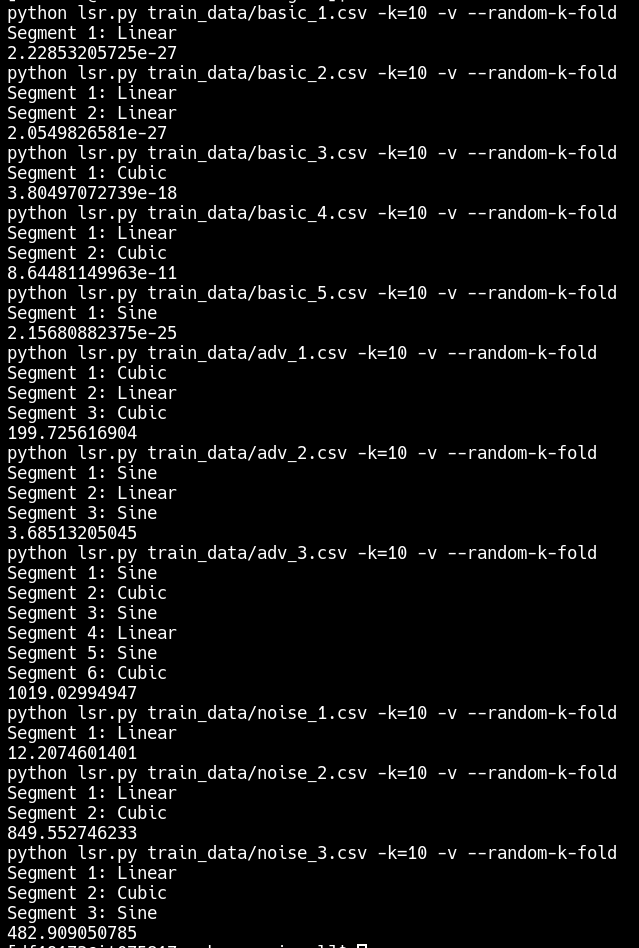 python lsr.py train_data/basic_1.csv -k=10 -v --random-k-fold
Segment 1: Linear
2.22853205725e-27
python lsr.py train_data/basic_2.csv -k=10 -v --random-k-fold
Segment 1: Linear
Segment 2: Linear
2.0549826581e-27
python lsr.py train_data/basic_3.csv -k=10 -v --random-k-fold
Segment 1: Cubic
3.80497072739e-18
python lsr.py train_data/basic_4.csv -k=10 -v --random-k-fold
Segment 1: Linear
Segment 2: Cubic
8.64481149963e-11
python lsr.py train_data/basic_5.csv -k=10 -v --random-k-fold
Segment 1: Sine
2.15680882375e-25
python lsr.py train_data/adv_1.csv -k=10 -v --random-k-fold
Segment 1: Cubic
Segment 2: Linear
Segment 3: Cubic
199.725616904
python lsr.py train_data/adv_2.csv -k=10 -v --random-k-fold
Segment 1: Sine
Segment 2: Linear
Segment 3: Sine
3.68513205045
python lsr.py train_data/adv_3.csv -k=10 -v --random-k-fold
Segment 1: Sine
Segment 2: Cubic
Segment 3: Sine
Segment 4: Linear
Segment 5: Sine
Segment 6: Cubic
1019.02994947
python lsr.py train_data/noise_1.csv -k=10 -v --random-k-fold
Segment 1: Linear
12.2074601401
python lsr.py train_data/noise_2.csv -k=10 -v --random-k-fold
Segment 1: Linear
Segment 2: Cubic
849.552746233
python lsr.py train_data/noise_3.csv -k=10 -v --random-k-fold
Segment 1: Linear
Segment 2: Cubic
Segment 3: Sine
482.909050785